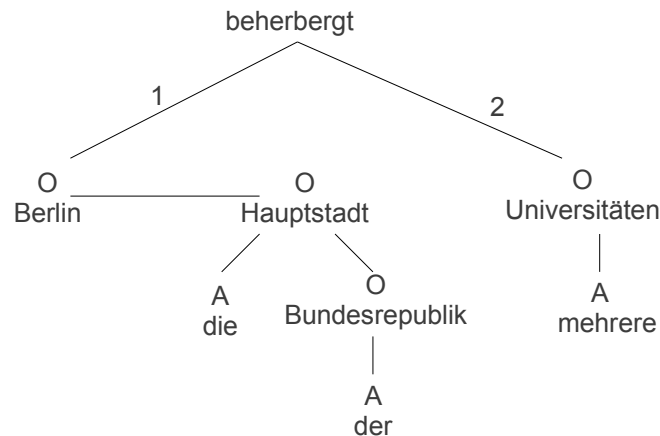 beherbergt
1
2
O
O
O
Berlin
Hauptstadt
Universitäten
A
O
A
die
Bundesrepublik
mehrere
A
der